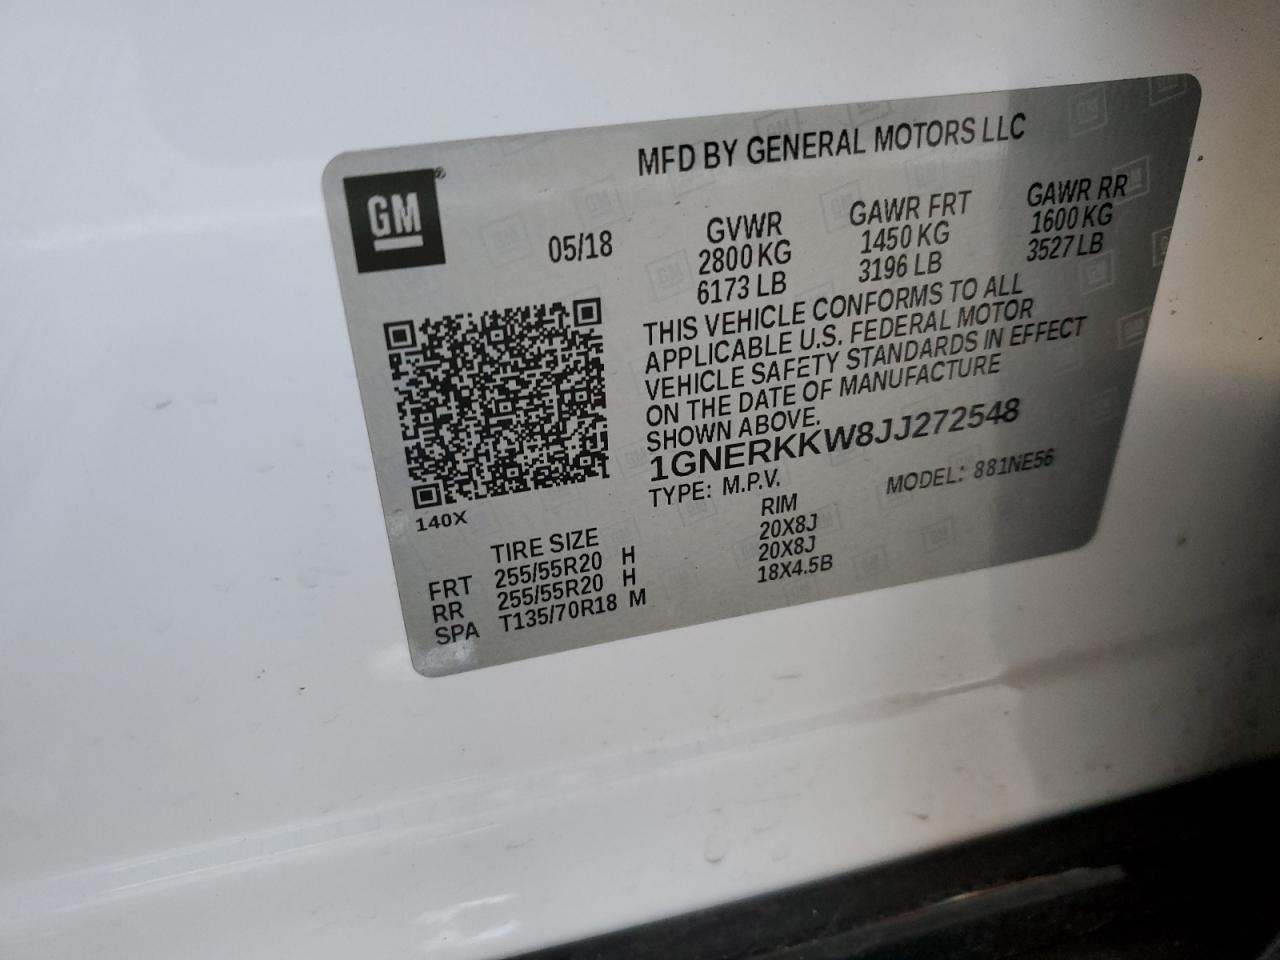 MFD BY GENERAL MOTORS LLC
GM®
05/18
GVWR GAWR FRT GAWR RR
2800 KG 1450 KG 1600 KG
6173 LB 3196 LB 3527 LB
THIS VEHICLE CONFORMS TO ALL
APPLICABLE U.S. FEDERAL MOTOR
VEHICLE SAFETY STANDARDS IN EFFECT
ON THE DATE OF MANUFACTURE
SHOWN ABOVE.
1GNERKKW8JJ272548
TYPE: M.P.V. MODEL: 881NE56
140X
TIRE SIZE RIM
FRT 255/55R20 H 20X8J
RR 255/55R20 H 20X8J
SPA T135/70R18 M 18X4.5B